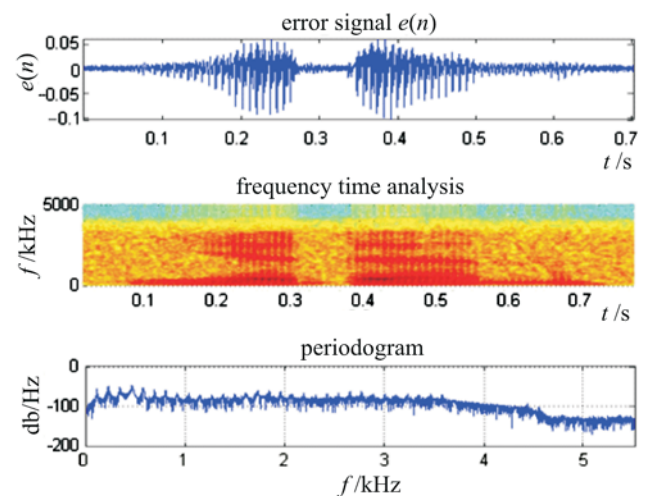 error signal e(n)
e(n)
0.05
0
-0.05
-0.1
0.1 0.2 0.3 0.4 0.5 0.6 0.7
t /s
frequency time analysis
f /kHz
5000
0
0.1 0.2 0.3 0.4 0.5 0.6 0.7
t /s
periodogram
db/Hz
0
-100
-200
0 1 2 3 4 5
f /kHz